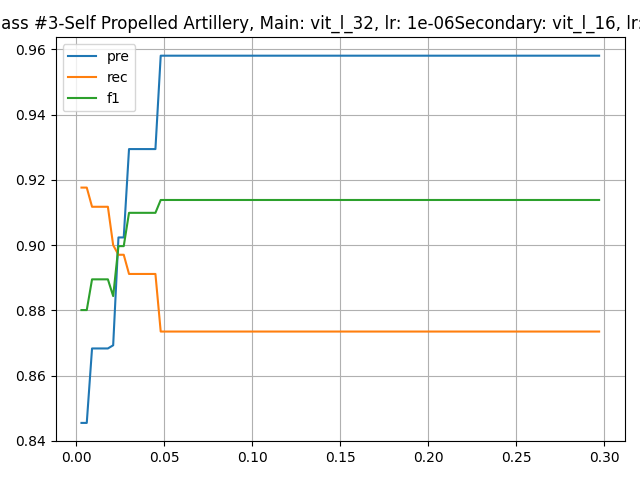 ass #3-Self Propelled Artillery, Main: vit_l_32, lr: 1e-06Secondary: vit_l_16, lr:
0.96
0.94
0.92
0.90
0.88
0.86
0.84
pre
rec
f1
0.00 0.05 0.10 0.15 0.20 0.25 0.30